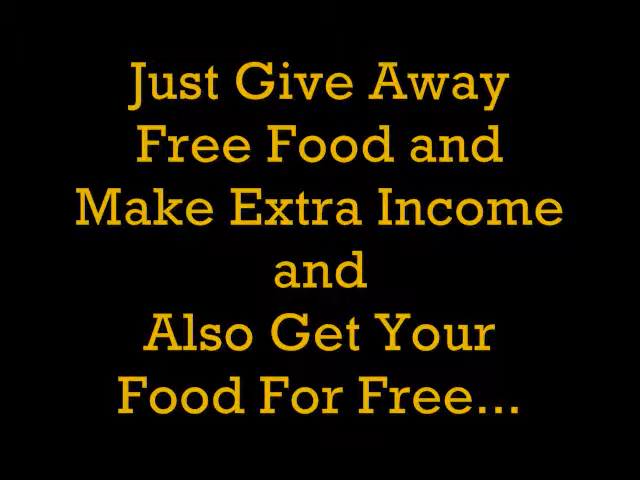 Just Give Away
Free Food and
Make Extra Income
and
Also Get Your
Food For Free...